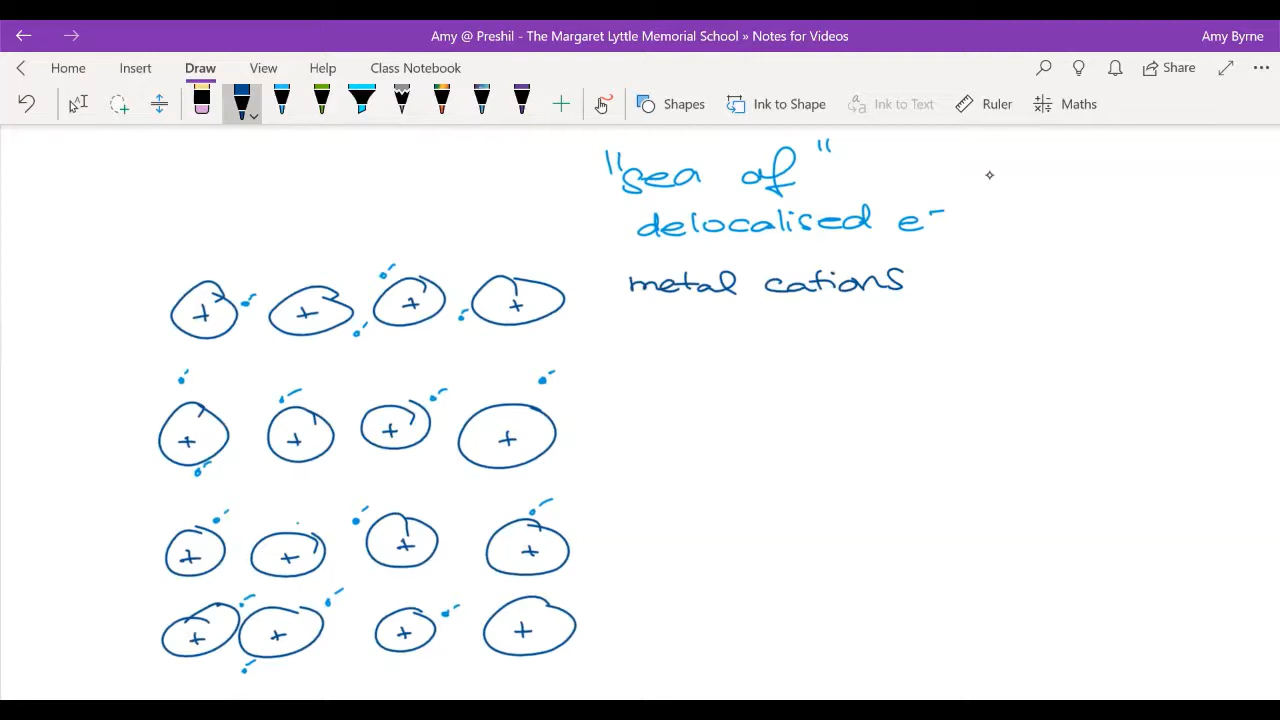 Amy @ Preshil - The Margaret Lyttle Memorial School » Notes for Videos
Amy Byrne
Home Insert Draw View Help Class Notebook
Share
Shapes Ink to Shape Ink to Text Ruler Maths
"sea of"
delocalised e⁻
metal cations
+ + + +
+ + + +
+ + + +
+ + + +